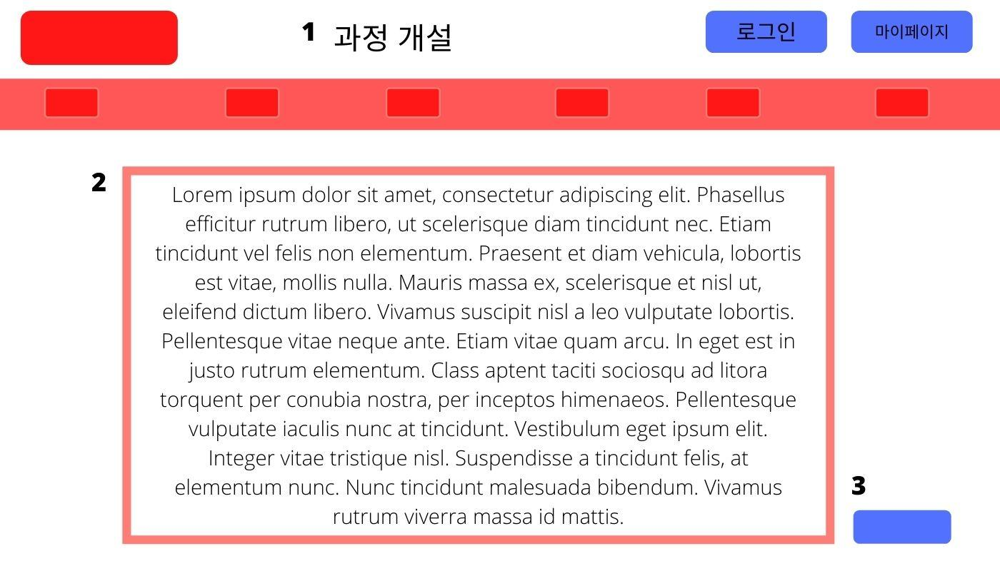 1 과정 개설
로그인
마이페이지
2
Lorem ipsum dolor sit amet, consectetur adipiscing elit. Phasellus
efficitur rutrum libero, ut scelerisque diam tincidunt nec. Etiam
tincidunt vel felis non elementum. Praesent et diam vehicula, lobortis
est vitae, mollis nulla. Mauris massa ex, scelerisque et nisl ut,
eleifend dictum libero. Vivamus suscipit nisl a leo vulputate lobortis.
Pellentesque vitae neque ante. Etiam vitae quam arcu. In eget est in
justo rutrum elementum. Class aptent taciti sociosqu ad litora
torquent per conubia nostra, per inceptos himenaeos. Pellentesque
vulputate iaculis nunc at tincidunt. Vestibulum eget ipsum elit.
Integer vitae tristique nisl. Suspendisse a tincidunt felis, at
elementum nunc. Nunc tincidunt malesuada bibendum. Vivamus
rutrum viverra massa id mattis.
3